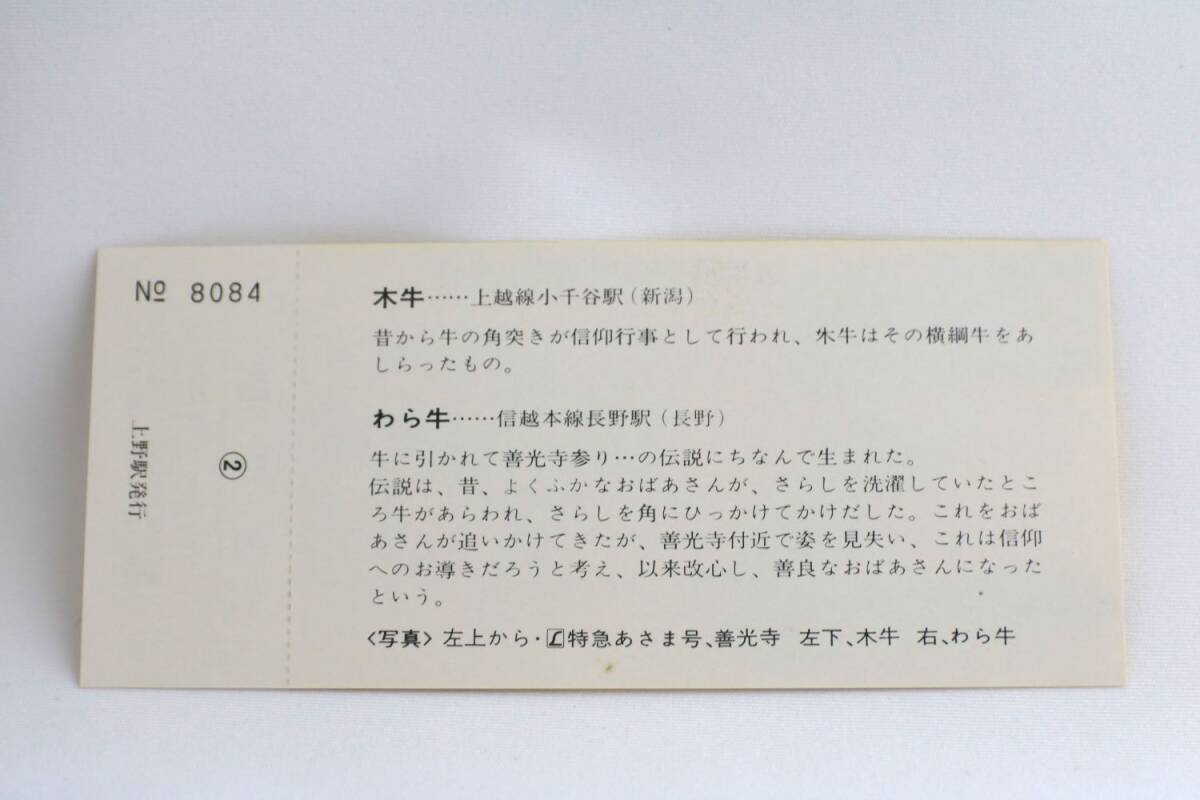 № 8084
上野駅発行
②
木牛……上越線小千谷駅(新潟)
昔から牛の角突きが信仰行事として行われ、木牛はその横綱牛をあ
しらったもの。
わら牛……信越本線長野駅(長野)
牛に引かれて善光寺参り…の伝説にちなんで生まれた。
伝説は、昔、よくふかなおばあさんが、さらしを洗濯していたとこ
ろ牛があらわれ、さらしを角にひっかけてかけだした。これをおば
あさんが追いかけてきたが、善光寺付近で姿を見失い、これは信仰
へのお導きだろうと考え、以来改心し、善良なおばあさんになった
という。
〈写真〉左上から・L特急あさま号、善光寺 左下、木牛 右、わら牛